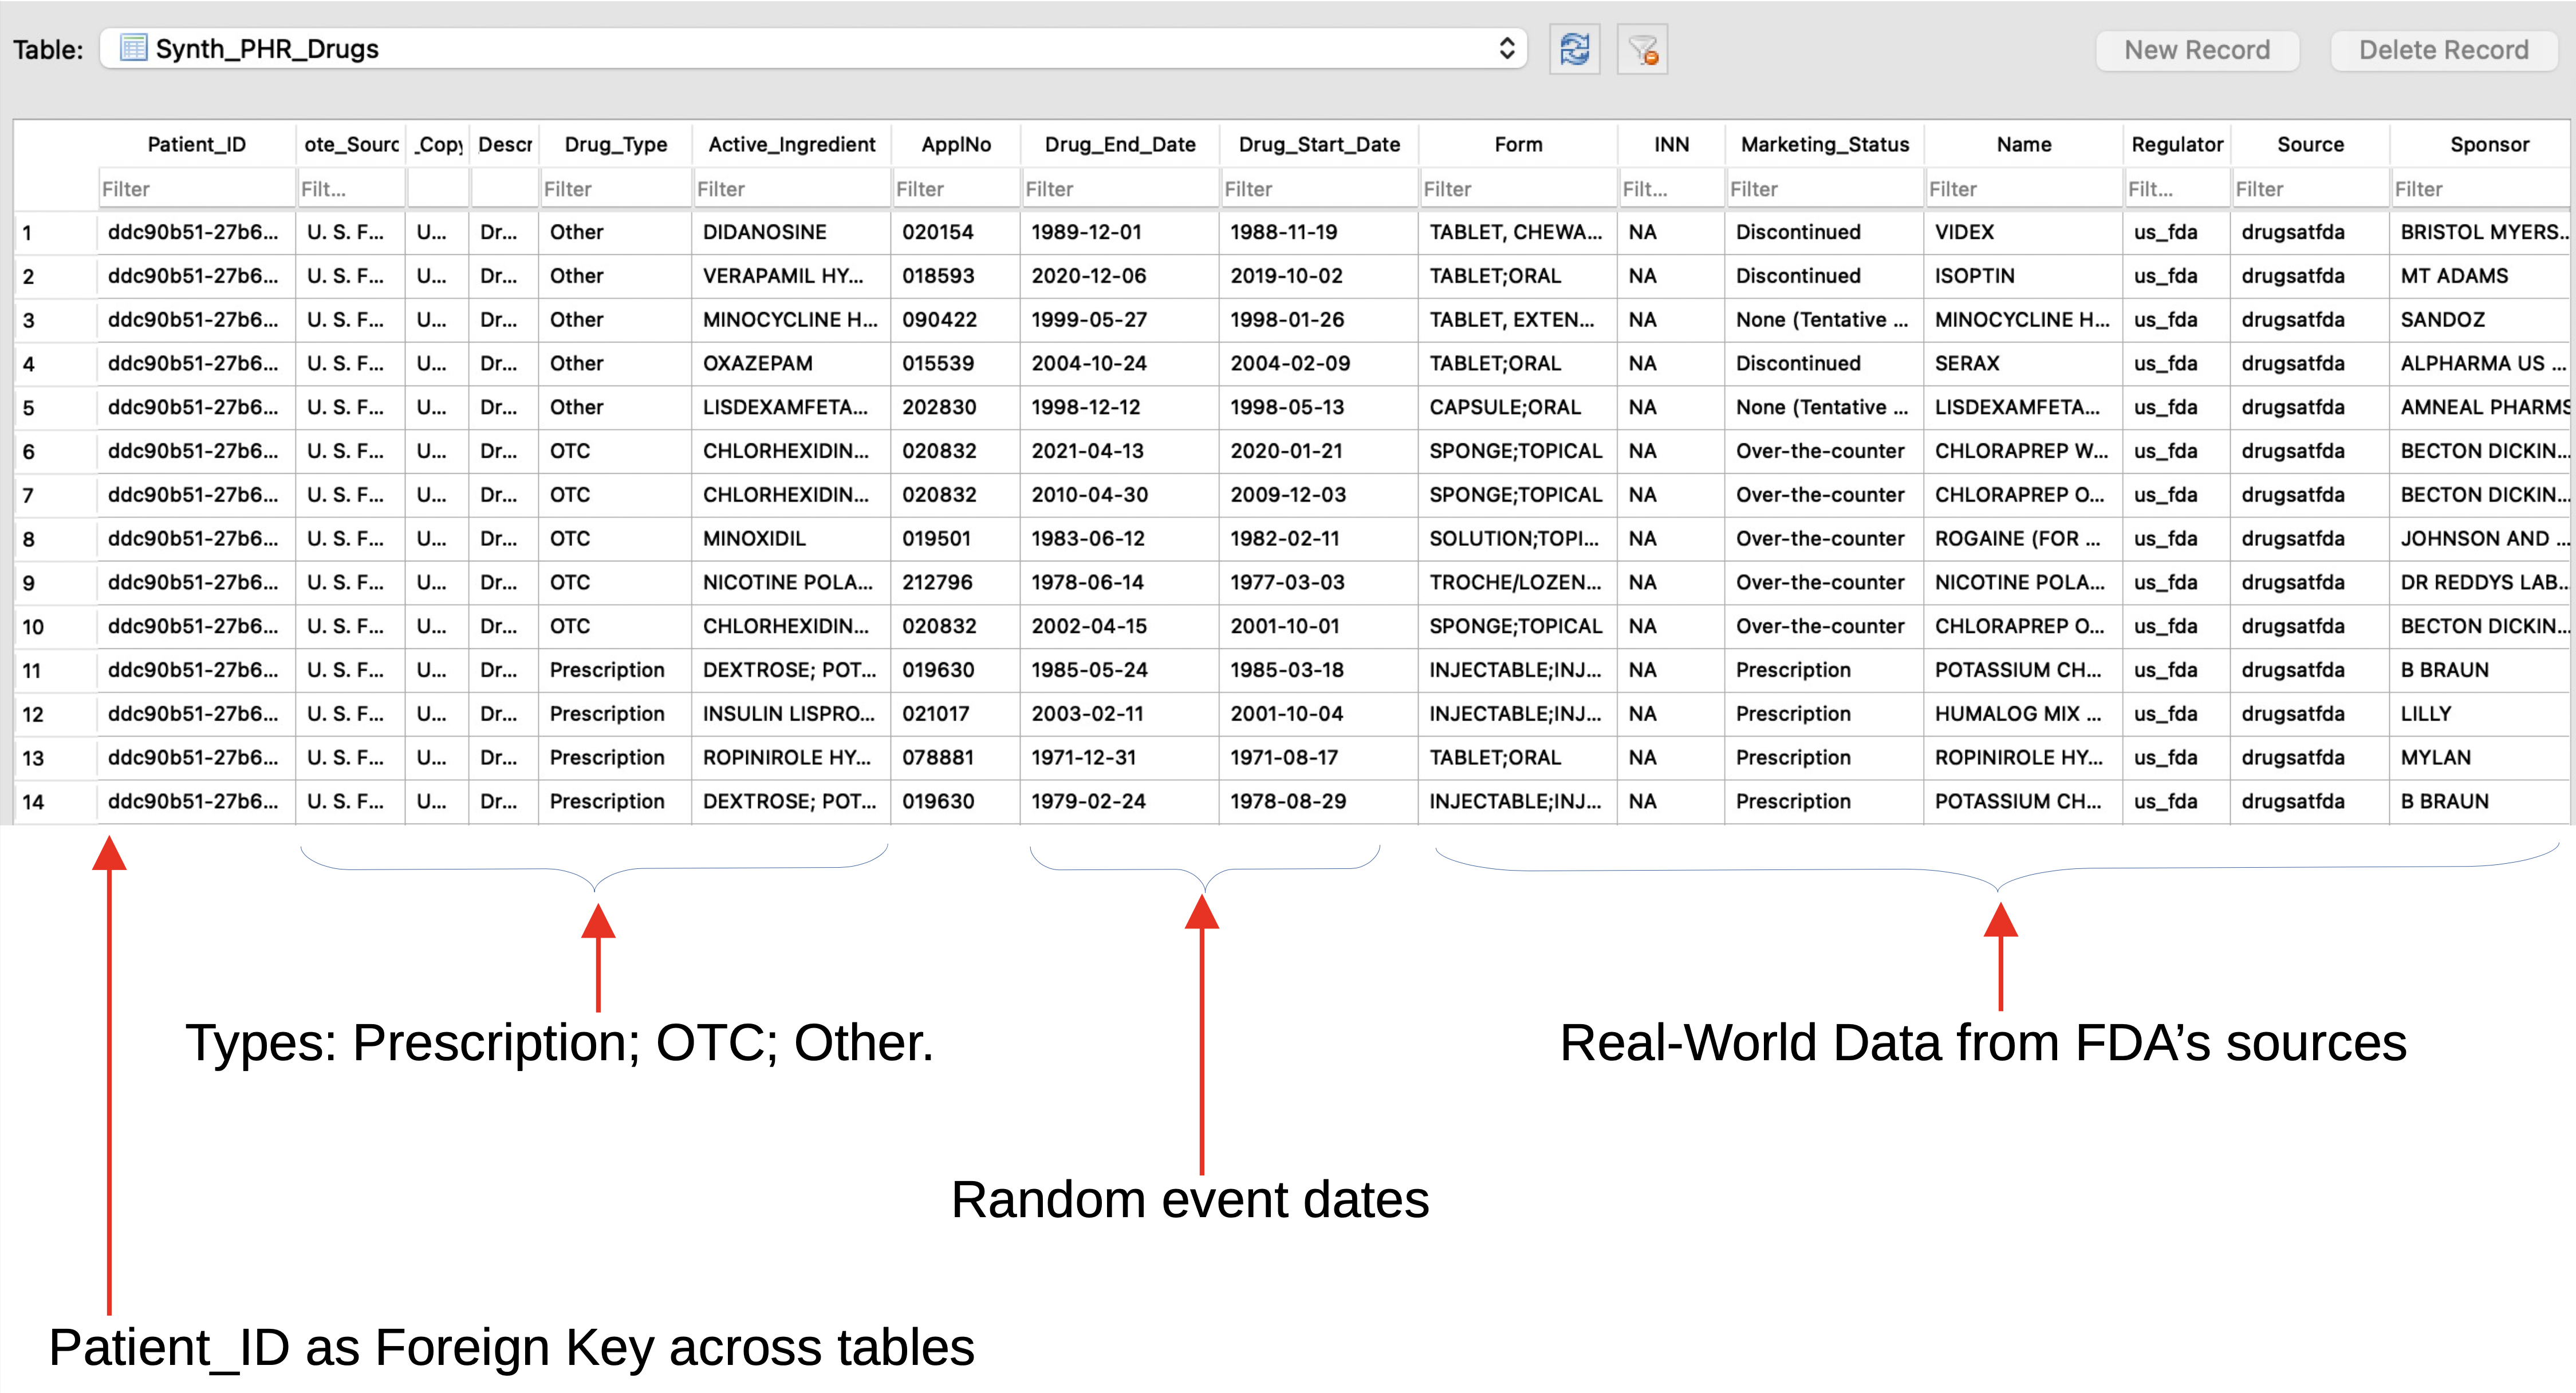 Table: Synth_PHR_Drugs New Record Delete Record
Patient_ID ote_Sourc _Copy Descr Drug_Type Active_Ingredient ApplNo Drug_End_Date Drug_Start_Date Form INN Marketing_Status Name Regulator Source Sponsor
Filter Filt... Filter Filter Filter Filter Filter Filter Filt... Filter Filter Filt... Filter Filter
1 ddc90b51-27b6... U. S. F... U... Dr... Other DIDANOSINE 020154 1989-12-01 1988-11-19 TABLET, CHEWA... NA Discontinued VIDEX us_fda drugsatfda BRISTOL MYERS...
2 ddc90b51-27b6... U. S. F... U... Dr... Other VERAPAMIL HY... 018593 2020-12-06 2019-10-02 TABLET;ORAL NA Discontinued ISOPTIN us_fda drugsatfda MT ADAMS
3 ddc90b51-27b6... U. S. F... U... Dr... Other MINOCYCLINE H... 090422 1999-05-27 1998-01-26 TABLET, EXTEN... NA None (Tentative ... MINOCYCLINE H... us_fda drugsatfda SANDOZ
4 ddc90b51-27b6... U. S. F... U... Dr... Other OXAZEPAM 015539 2004-10-24 2004-02-09 TABLET;ORAL NA Discontinued SERAX us_fda drugsatfda ALPHARMA US ...
5 ddc90b51-27b6... U. S. F... U... Dr... Other LISDEXAMFETA... 202830 1998-12-12 1998-05-13 CAPSULE;ORAL NA None (Tentative ... LISDEXAMFETA... us_fda drugsatfda AMNEAL PHARMS
6 ddc90b51-27b6... U. S. F... U... Dr... OTC CHLORHEXIDIN... 020832 2021-04-13 2020-01-21 SPONGE;TOPICAL NA Over-the-counter CHLORAPREP W... us_fda drugsatfda BECTON DICKIN...
7 ddc90b51-27b6... U. S. F... U... Dr... OTC CHLORHEXIDIN... 020832 2010-04-30 2009-12-03 SPONGE;TOPICAL NA Over-the-counter CHLORAPREP O... us_fda drugsatfda BECTON DICKIN...
8 ddc90b51-27b6... U. S. F... U... Dr... OTC MINOXIDIL 019501 1983-06-12 1982-02-11 SOLUTION;TOPI... NA Over-the-counter ROGAINE (FOR ... us_fda drugsatfda JOHNSON AND ...
9 ddc90b51-27b6... U. S. F... U... Dr... OTC NICOTINE POLA... 212796 1978-06-14 1977-03-03 TROCHE/LOZEN... NA Over-the-counter NICOTINE POLA... us_fda drugsatfda DR REDDYS LAB...
10 ddc90b51-27b6... U. S. F... U... Dr... OTC CHLORHEXIDIN... 020832 2002-04-15 2001-10-01 SPONGE;TOPICAL NA Over-the-counter CHLORAPREP O... us_fda drugsatfda BECTON DICKIN...
11 ddc90b51-27b6... U. S. F... U... Dr... Prescription DEXTROSE; POT... 019630 1985-05-24 1985-03-18 INJECTABLE;INJ... NA Prescription POTASSIUM CH... us_fda drugsatfda B BRAUN
12 ddc90b51-27b6... U. S. F... U... Dr... Prescription INSULIN LISPRO... 021017 2003-02-11 2001-10-04 INJECTABLE;INJ... NA Prescription HUMALOG MIX ... us_fda drugsatfda LILLY
13 ddc90b51-27b6... U. S. F... U... Dr... Prescription ROPINIROLE HY... 078881 1971-12-31 1971-08-17 TABLET;ORAL NA Prescription ROPINIROLE HY... us_fda drugsatfda MYLAN
14 ddc90b51-27b6... U. S. F... U... Dr... Prescription DEXTROSE; POT... 019630 1979-02-24 1978-08-29 INJECTABLE;INJ... NA Prescription POTASSIUM CH... us_fda drugsatfda B BRAUN
Types: Prescription; OTC; Other.
Real-World Data from FDA’s sources
Random event dates
Patient_ID as Foreign Key across tables